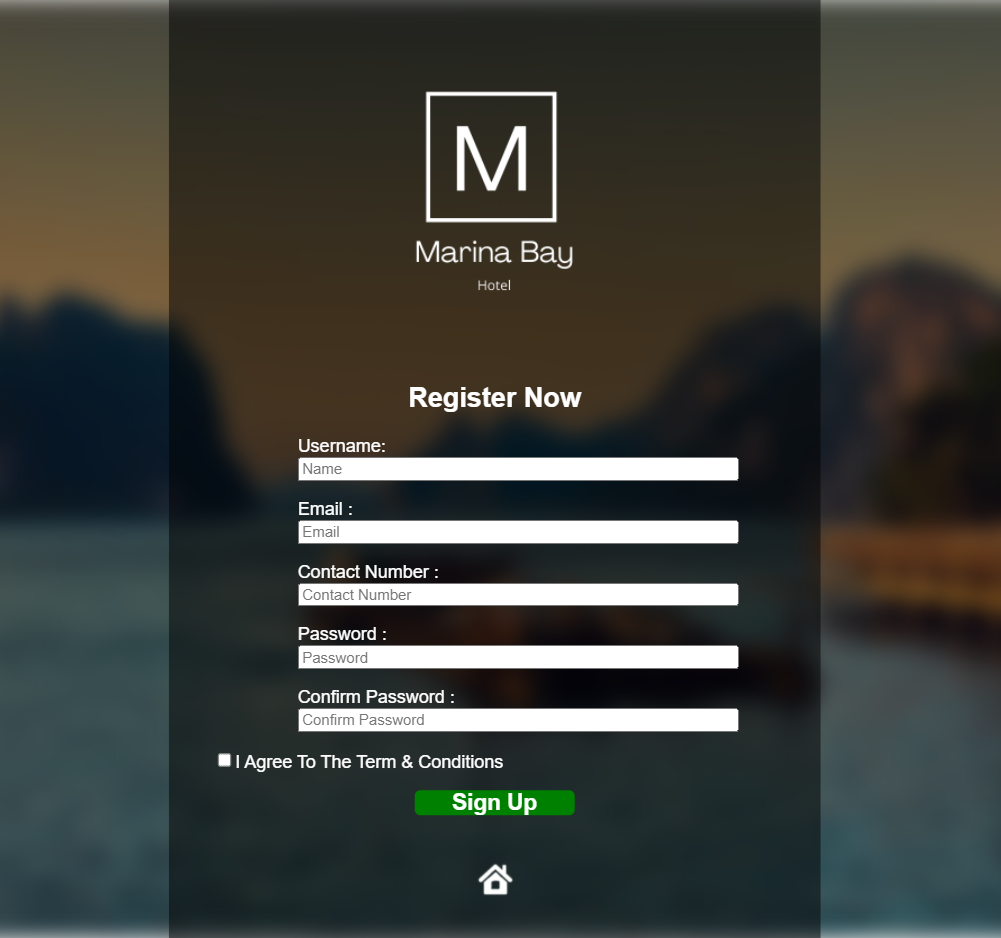 M
Marina Bay
Hotel
Register Now
Username:
Name
Email :
Email
Contact Number :
Contact Number
Password :
Password
Confirm Password :
Confirm Password
I Agree To The Term & Conditions
Sign Up